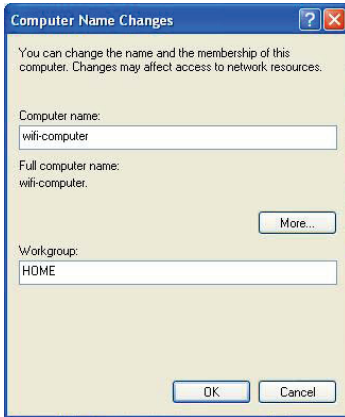 Computer Name Changes
You can change the name and the membership of this
computer. Changes may affect access to network resources.
Computer name:
wifi-computer
Full computer name:
wifi-computer.
More...
Workgroup:
HOME
OK
Cancel